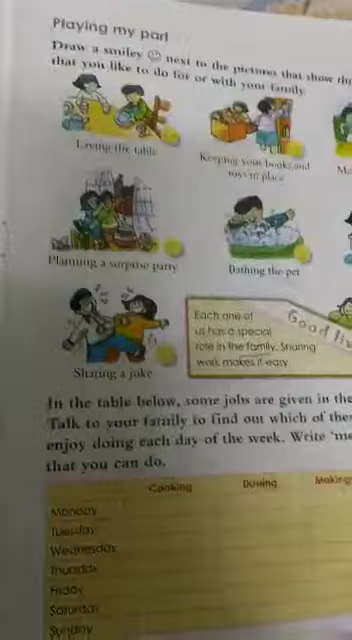 Playing my part
Draw a smiley next to the pictures that show th
that you like to do for or with your family.
Laying the table
Keeping your books and
toys in place
Ma
Planning a surprise party
Bathing the pet
Sharing a joke
Each one of
us has a special
role in the family. Sharing
work makes it easy
Good liv
In the table below, some jobs are given in the
Talk to your family to find out which of the
enjoy doing each day of the week. Write 'me
that you can do.
Cooking Dusting Making
Monday
Tuesday
Wednesday
Thursday
Friday
Saturday
Sunday